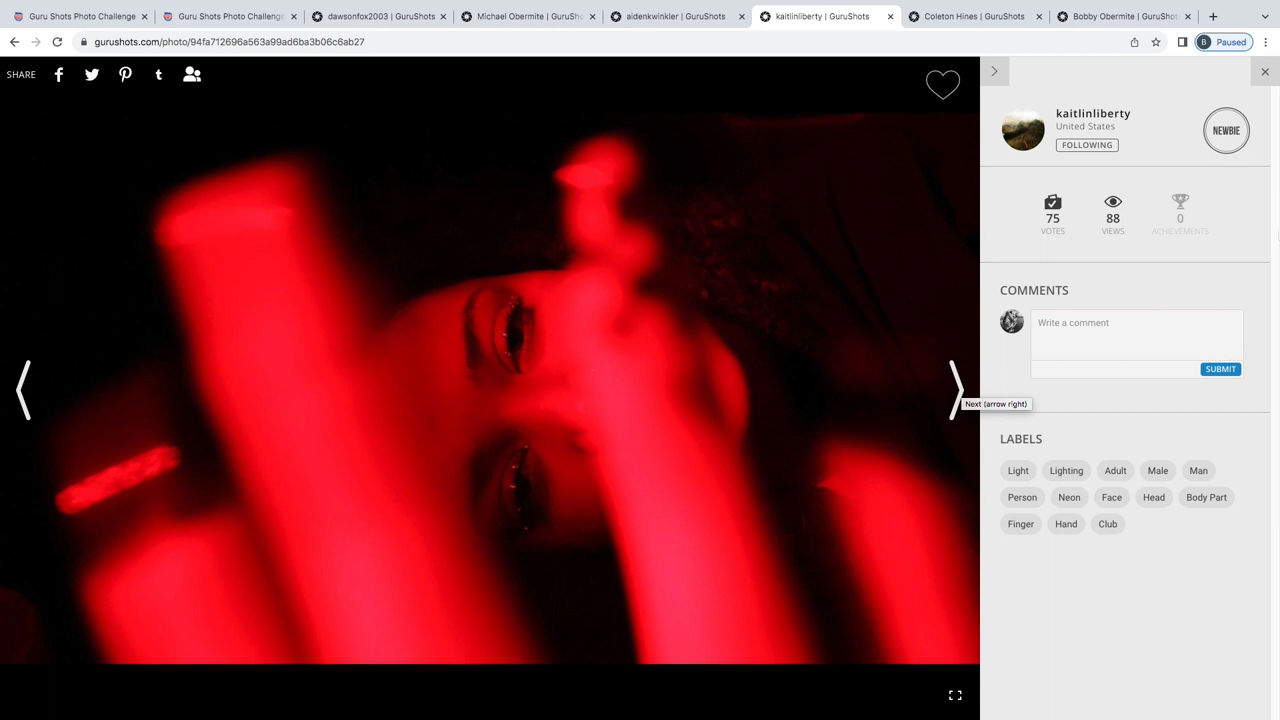 Guru Shots Photo Challenge
Guru Shots Photo Challenge
dawsonfox2003 | GuruShots
Michael Obermite | GuruSho
aidenkwinkler | GuruShots
kaitlinliberty | GuruShots
Coleton Hines | GuruShots
Bobby Obermite | GuruShot
gurushots.com/photo/94fa712696a563a99ad6ba3b06c6ab27
B Paused
SHARE
kaitlinliberty
United States
FOLLOWING
NEWBIE
75
88
0
VOTES
VIEWS
ACHIEVEMENTS
COMMENTS
Write a comment
SUBMIT
Next (arrow right)
LABELS
Light Lighting Adult Male Man
Person Neon Face Head Body Part
Finger Hand Club